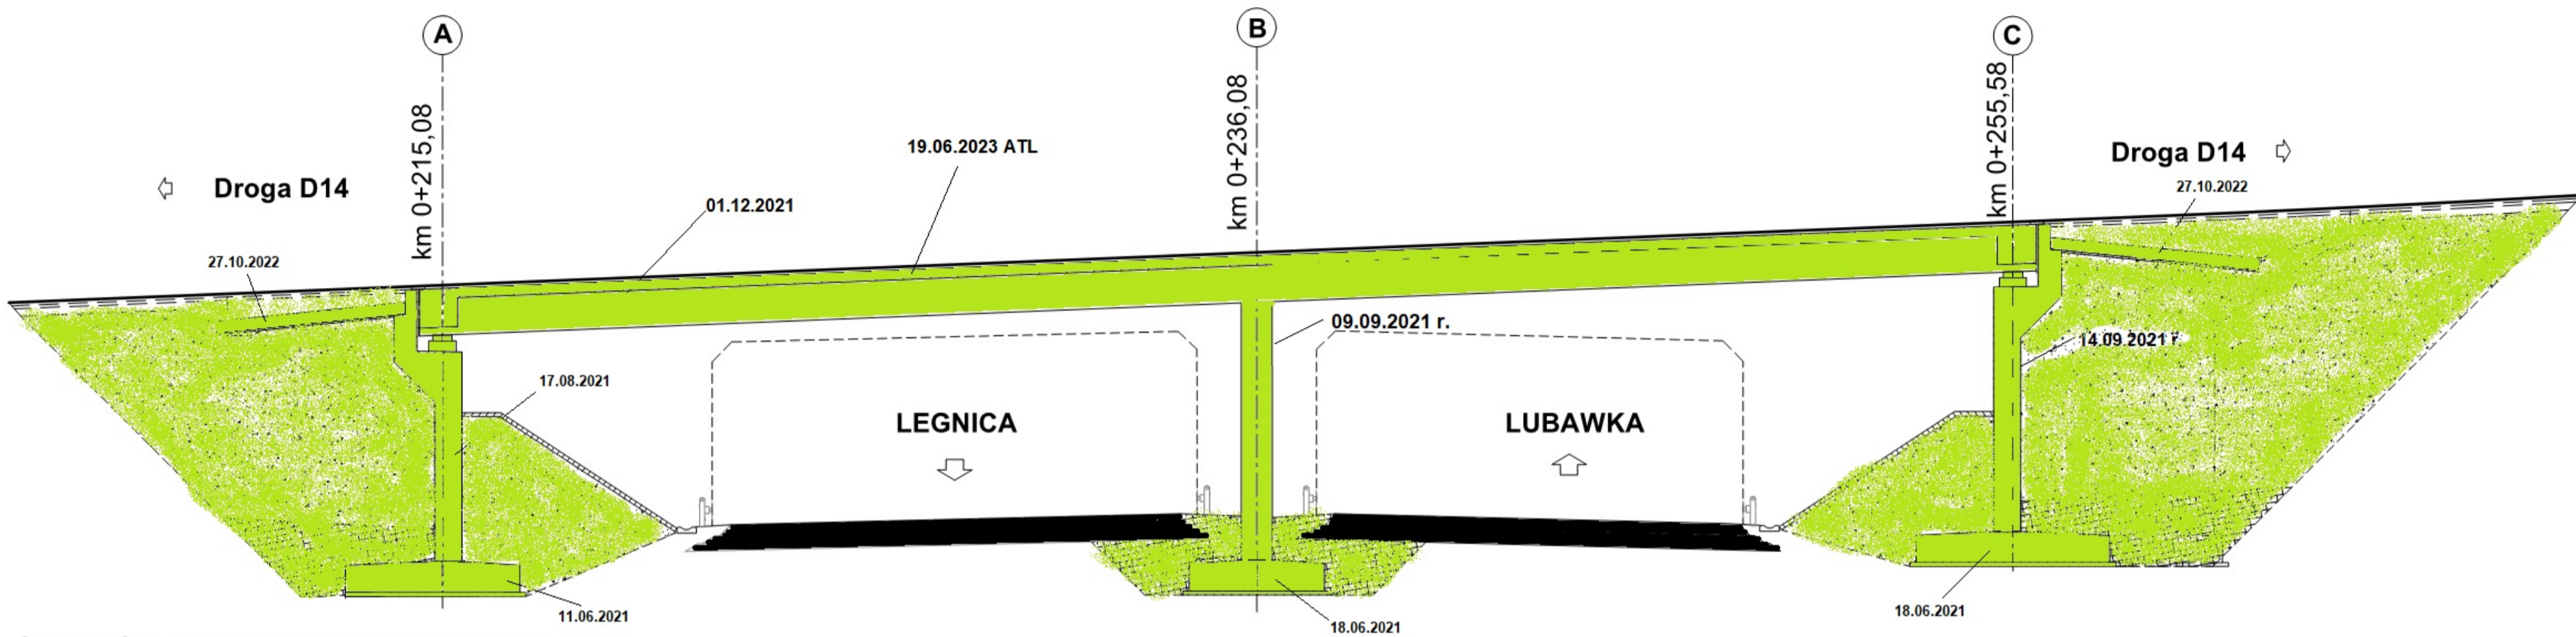 A
B
C
km 0+215,08
km 0+236,08
km 0+255,58
19.06.2023 ATL
Droga D14
Droga D14
27.10.2022
01.12.2021
27.10.2022
09.09.2021 r.
14.09.2021 r
17.08.2021
LEGNICA
LUBAWKA
11.06.2021
18.06.2021
18.06.2021